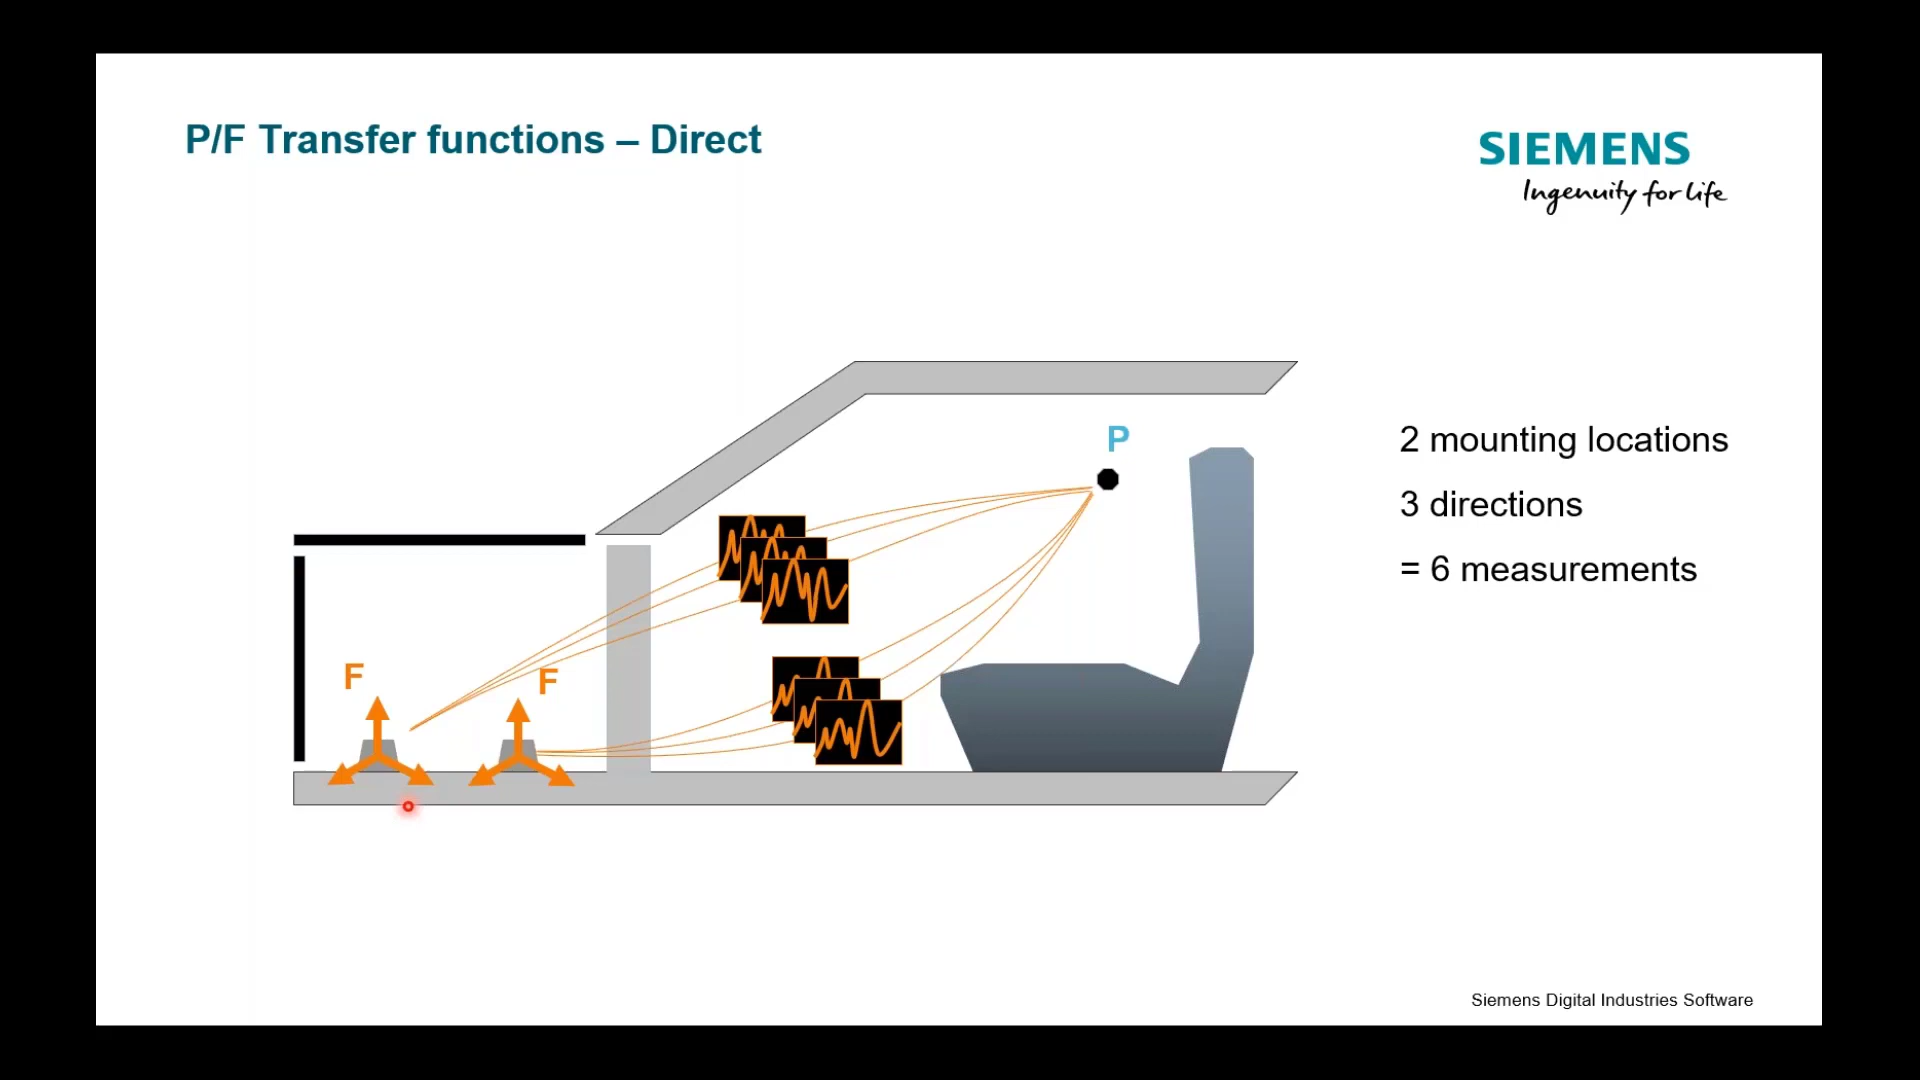 P/F Transfer functions – Direct
SIEMENS
Ingenuity for life
P
2 mounting locations
3 directions
= 6 measurements
F
F
Siemens Digital Industries Software